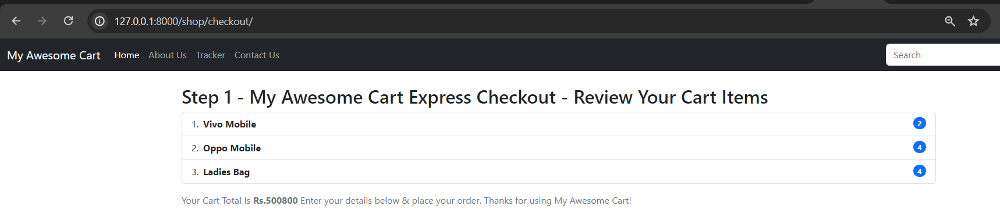 127.0.0.1:8000/shop/checkout/
My Awesome Cart Home About Us Tracker Contact Us Search
Step 1 - My Awesome Cart Express Checkout - Review Your Cart Items
1. Vivo Mobile 2
2. Oppo Mobile 4
3. Ladies Bag 4
Your Cart Total Is Rs.500800 Enter your details below & place your order. Thanks for using My Awesome Cart!